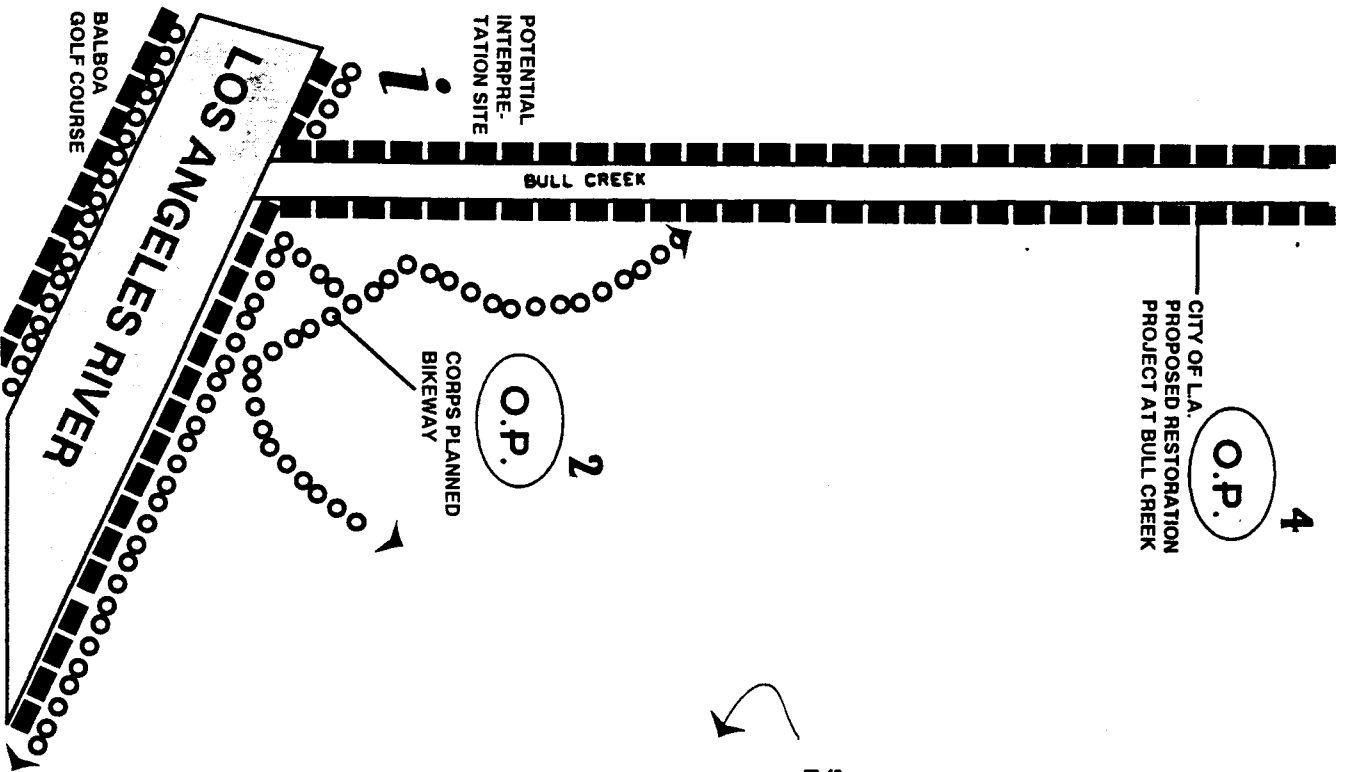 BALBOA
GOLF COURSE
LOS ANGELES RIVER
i
POTENTIAL
INTERPRE-
TATION SITE
BULL CREEK
CORPS PLANNED
BIKEWAY
O.P.
2
CITY OF L.A.
PROPOSED RESTORATION
PROJECT AT BULL CREEK
O.P.
4